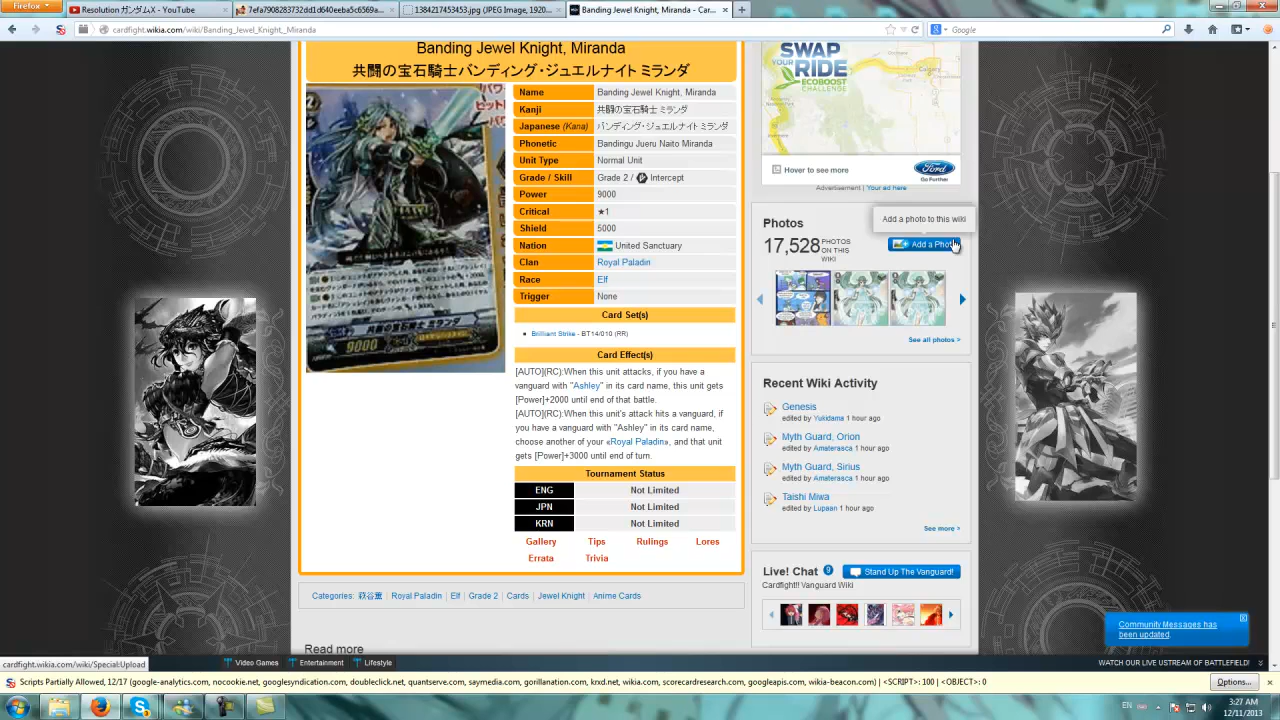 Firefox
Resolution ガンダムX - YouTube
7efa7908283732dd1d640eeba5c6569a...
1384217453453.jpg (JPEG Image, 1920...
Banding Jewel Knight, Miranda - Car...
cardfight.wikia.com/wiki/Banding_Jewel_Knight,_Miranda
Google
Banding Jewel Knight, Miranda
共闘の宝石騎士バンディング・ジュエルナイト ミランダ
Name Banding Jewel Knight, Miranda
Kanji 共闘の宝石騎士 ミランダ
Japanese (Kana) バンディング・ジュエルナイト ミランダ
Phonetic Bandingu Jueru Naito Miranda
Unit Type Normal Unit
Grade / Skill Grade 2 / Intercept
Power 9000
Critical ★1
Shield 5000
Nation United Sanctuary
Clan Royal Paladin
Race Elf
Trigger None
Card Set(s)
Brilliant Strike - BT14/010 (RR)
Card Effect(s)
[AUTO](RC):When this unit attacks, if you have a
vanguard with "Ashley" in its card name, this unit gets
[Power]+2000 until end of that battle.
[AUTO](RC):When this unit's attack hits a vanguard, if
you have a vanguard with "Ashley" in its card name,
choose another of your «Royal Paladin», and that unit
gets [Power]+3000 until end of turn.
Tournament Status
ENG Not Limited
JPN Not Limited
KRN Not Limited
Gallery Tips Rulings Lores
Errata Trivia
9000
Categories: Royal Paladin | Elf | Grade 2 | Cards | Jewel Knight | Anime Cards
Read more
SWAP
YOUR
RIDE
ECOBOOST
CHALLENGE
Calgary
Hover to see more
Ford
Go Further
Advertisement | Your ad here
Photos
Add a photo to this wiki
17,528 PHOTOS
ON THIS
WIKI
Add a Phot
See all photos >
Recent Wiki Activity
Genesis
edited by Yukidama 1 hour ago
Myth Guard, Orion
edited by Amaterasca 1 hour ago
Myth Guard, Sirius
edited by Amaterasca 1 hour ago
Taishi Miwa
edited by Lupaan 1 hour ago
See more >
Live! Chat 9
Stand Up The Vanguard!
Cardfight!! Vanguard Wiki
Community Messages has
been updated.
cardfight.wikia.com/wiki/Special:Upload
Video Games
Entertainment
Lifestyle
WATCH OUR LIVE USTREAM OF BATTLEFIELD!
Scripts Partially Allowed, 12/17 (google-analytics.com, nocookie.net, googlesyndication.com, doubleclick.net, quantserve.com, saymedia.com, gorillanation.com, krxd.net, wikia.com, scorecardresearch.com, googleapis.com, wikia-beacon.com) | <SCRIPT>: 100 | <OBJECT>: 0
Options...
EN
3:27 AM
12/11/2013